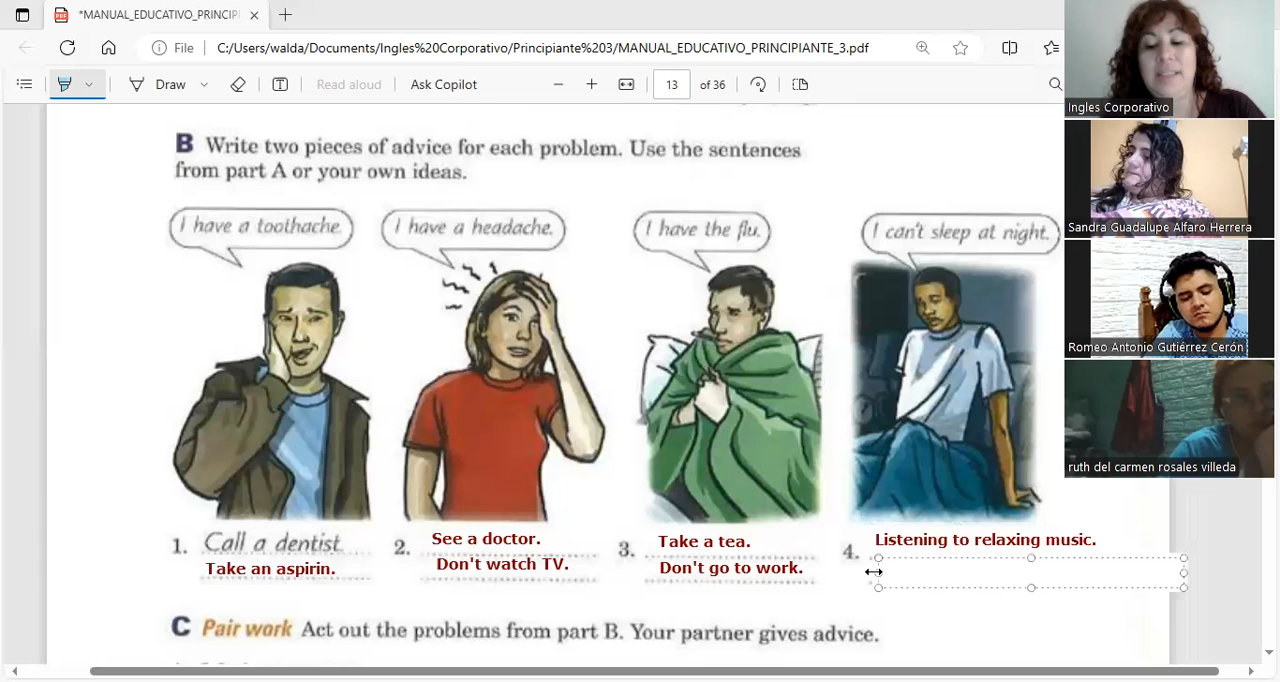 *MANUAL_EDUCATIVO_PRINCIPI
File
C:/Users/walda/Documents/Ingles%20Corporativo/Principiante%203/MANUAL_EDUCATIVO_PRINCIPIANTE_3.pdf
Draw
Read aloud
Ask Copilot
13 of 36
B Write two pieces of advice for each problem. Use the sentences
from part A or your own ideas.
I have a toothache.
I have a headache.
I have the flu.
I can't sleep at night.
1. Call a dentist.
Take an aspirin.
2. See a doctor.
Don't watch TV.
3. Take a tea.
Don't go to work.
4. Listening to relaxing music.
C Pair work Act out the problems from part B. Your partner gives advice.
Ingles Corporativo
Sandra Guadalupe Alfaro Herrera
Romeo Antonio Gutiérrez Cerón
ruth del carmen rosales villeda